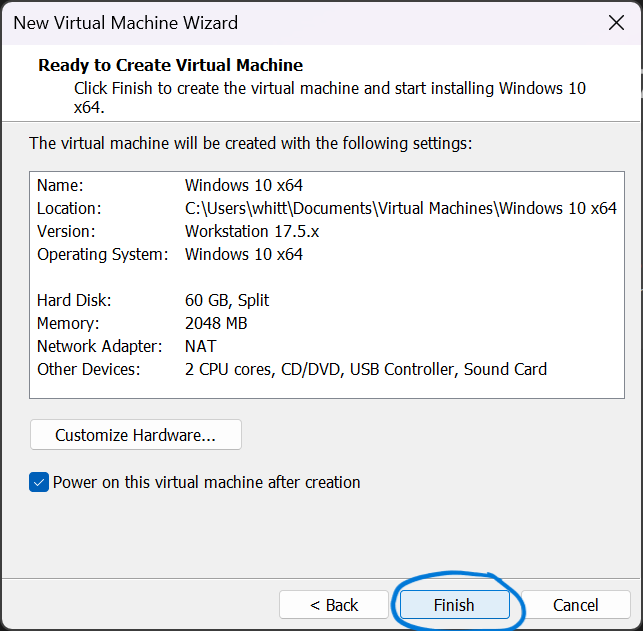 New Virtual Machine Wizard
Ready to Create Virtual Machine
Click Finish to create the virtual machine and start installing Windows 10
x64.
The virtual machine will be created with the following settings:
Name: Windows 10 x64
Location: C:\Users\whitt\Documents\Virtual Machines\Windows 10 x64
Version: Workstation 17.5.x
Operating System: Windows 10 x64
Hard Disk: 60 GB, Split
Memory: 2048 MB
Network Adapter: NAT
Other Devices: 2 CPU cores, CD/DVD, USB Controller, Sound Card
Customize Hardware...
Power on this virtual machine after creation
< Back Finish Cancel